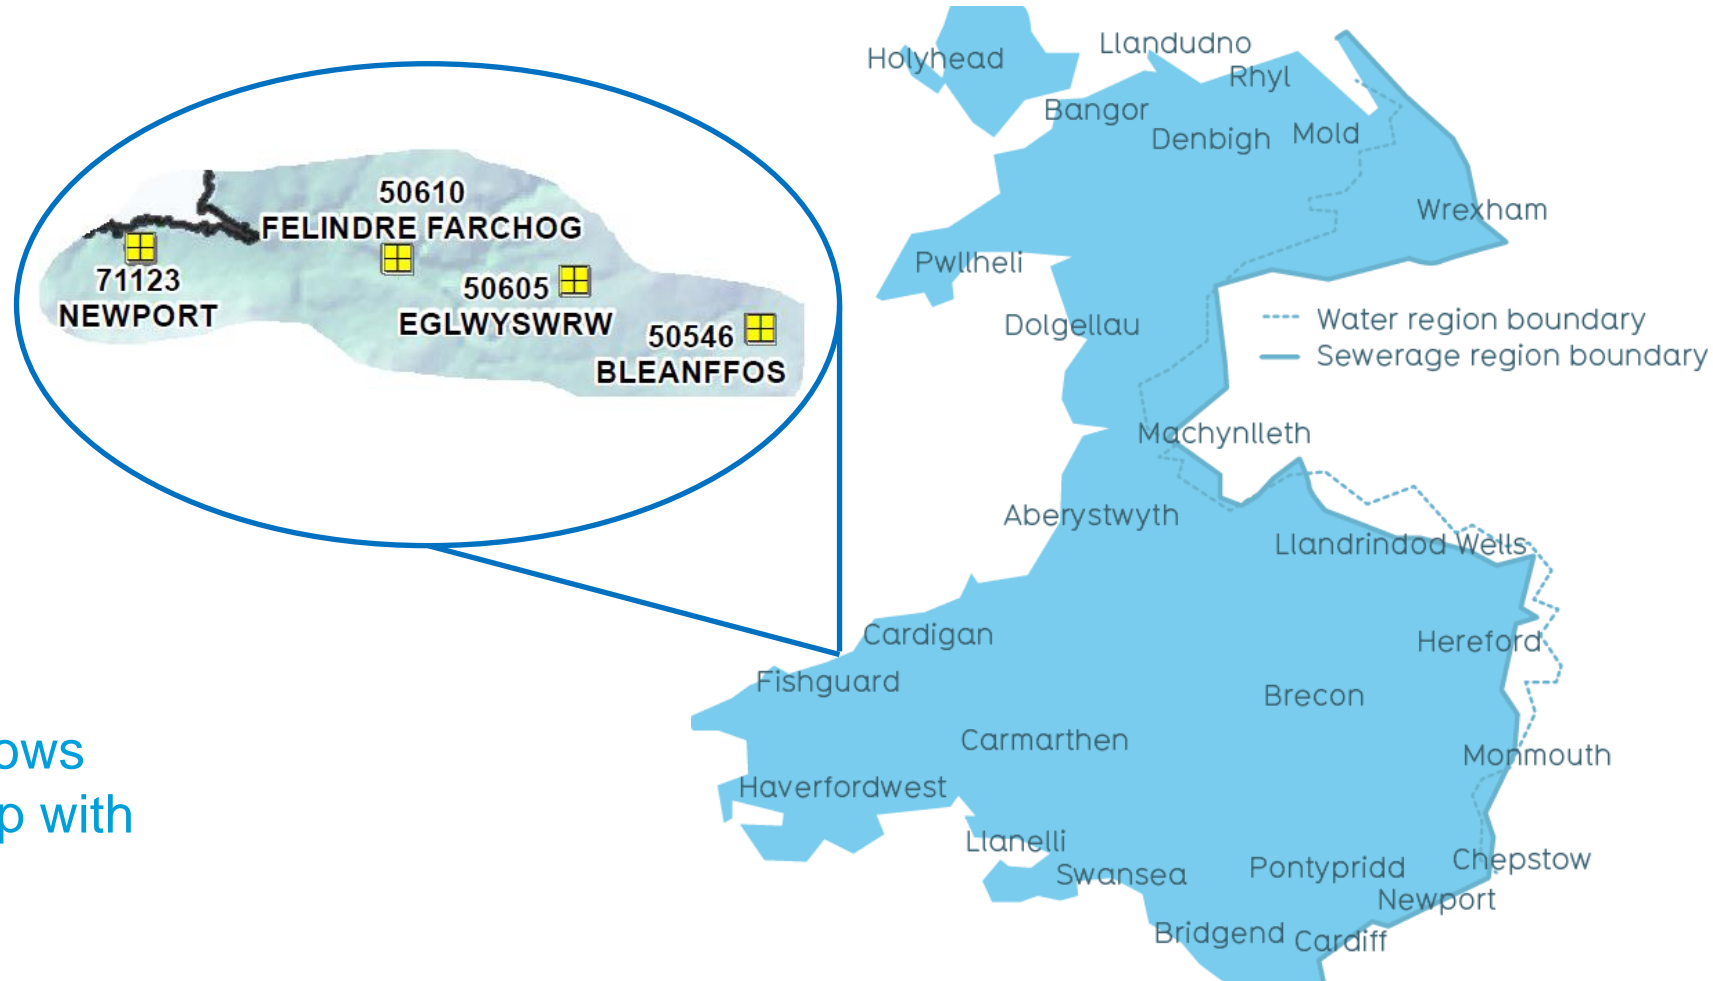 50610
FELINDRE FARCHOG
71123
NEWPORT
50605
EGLWYSWRW
50546
BLEANFFOS
ows
p with
Holyhead
Llandudno
Rhyl
Bangor
Denbigh
Mold
Wrexham
Pwllheli
Dolgellau
Water region boundary
Sewerage region boundary
Machynlleth
Aberystwyth
Llandrindod Wells
Cardigan
Hereford
Fishguard
Brecon
Carmarthen
Monmouth
Haverfordwest
Llanelli
Swansea
Pontypridd
Chepstow
Newport
Bridgend
Cardiff